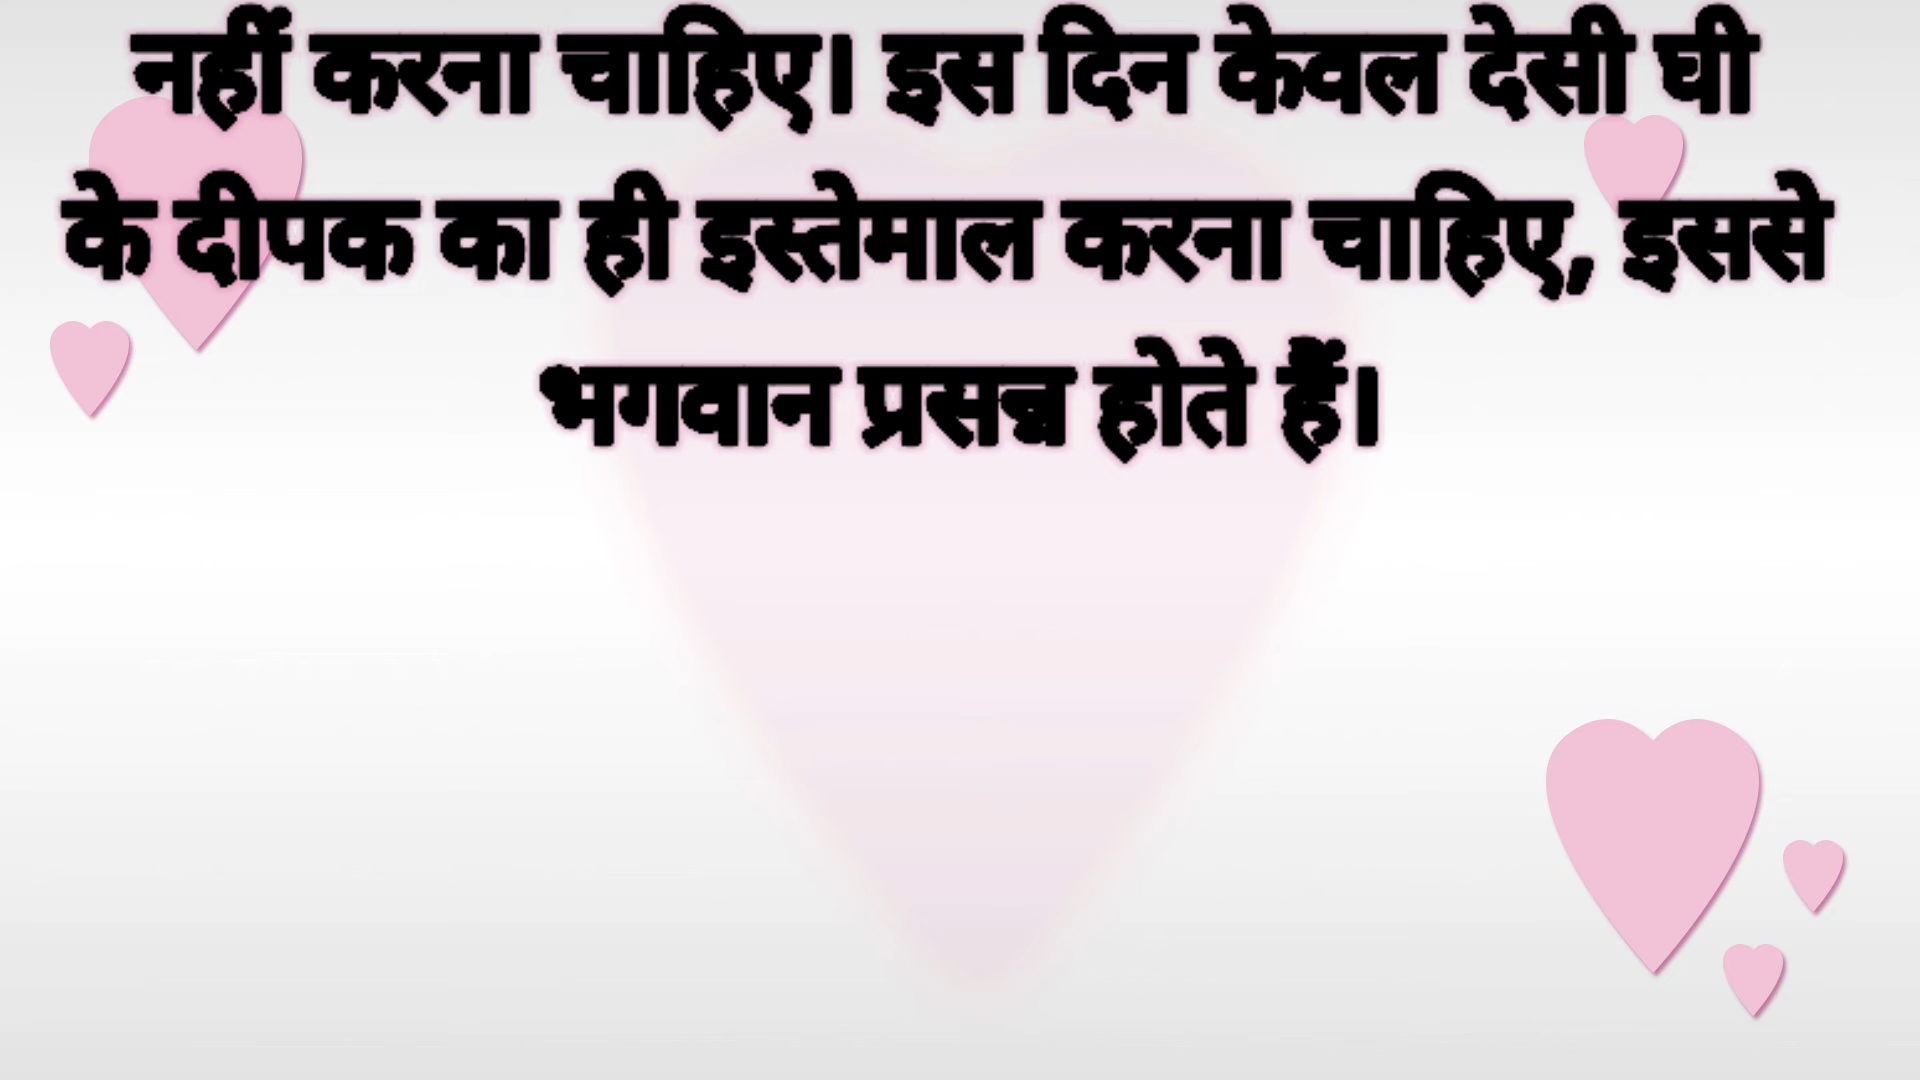 नहीं करना चाहिए। इस दिन केवल देसी घी
के दीपक का ही इस्तेमाल करना चाहिए, इससे
भगवान प्रसन्न होते हैं।